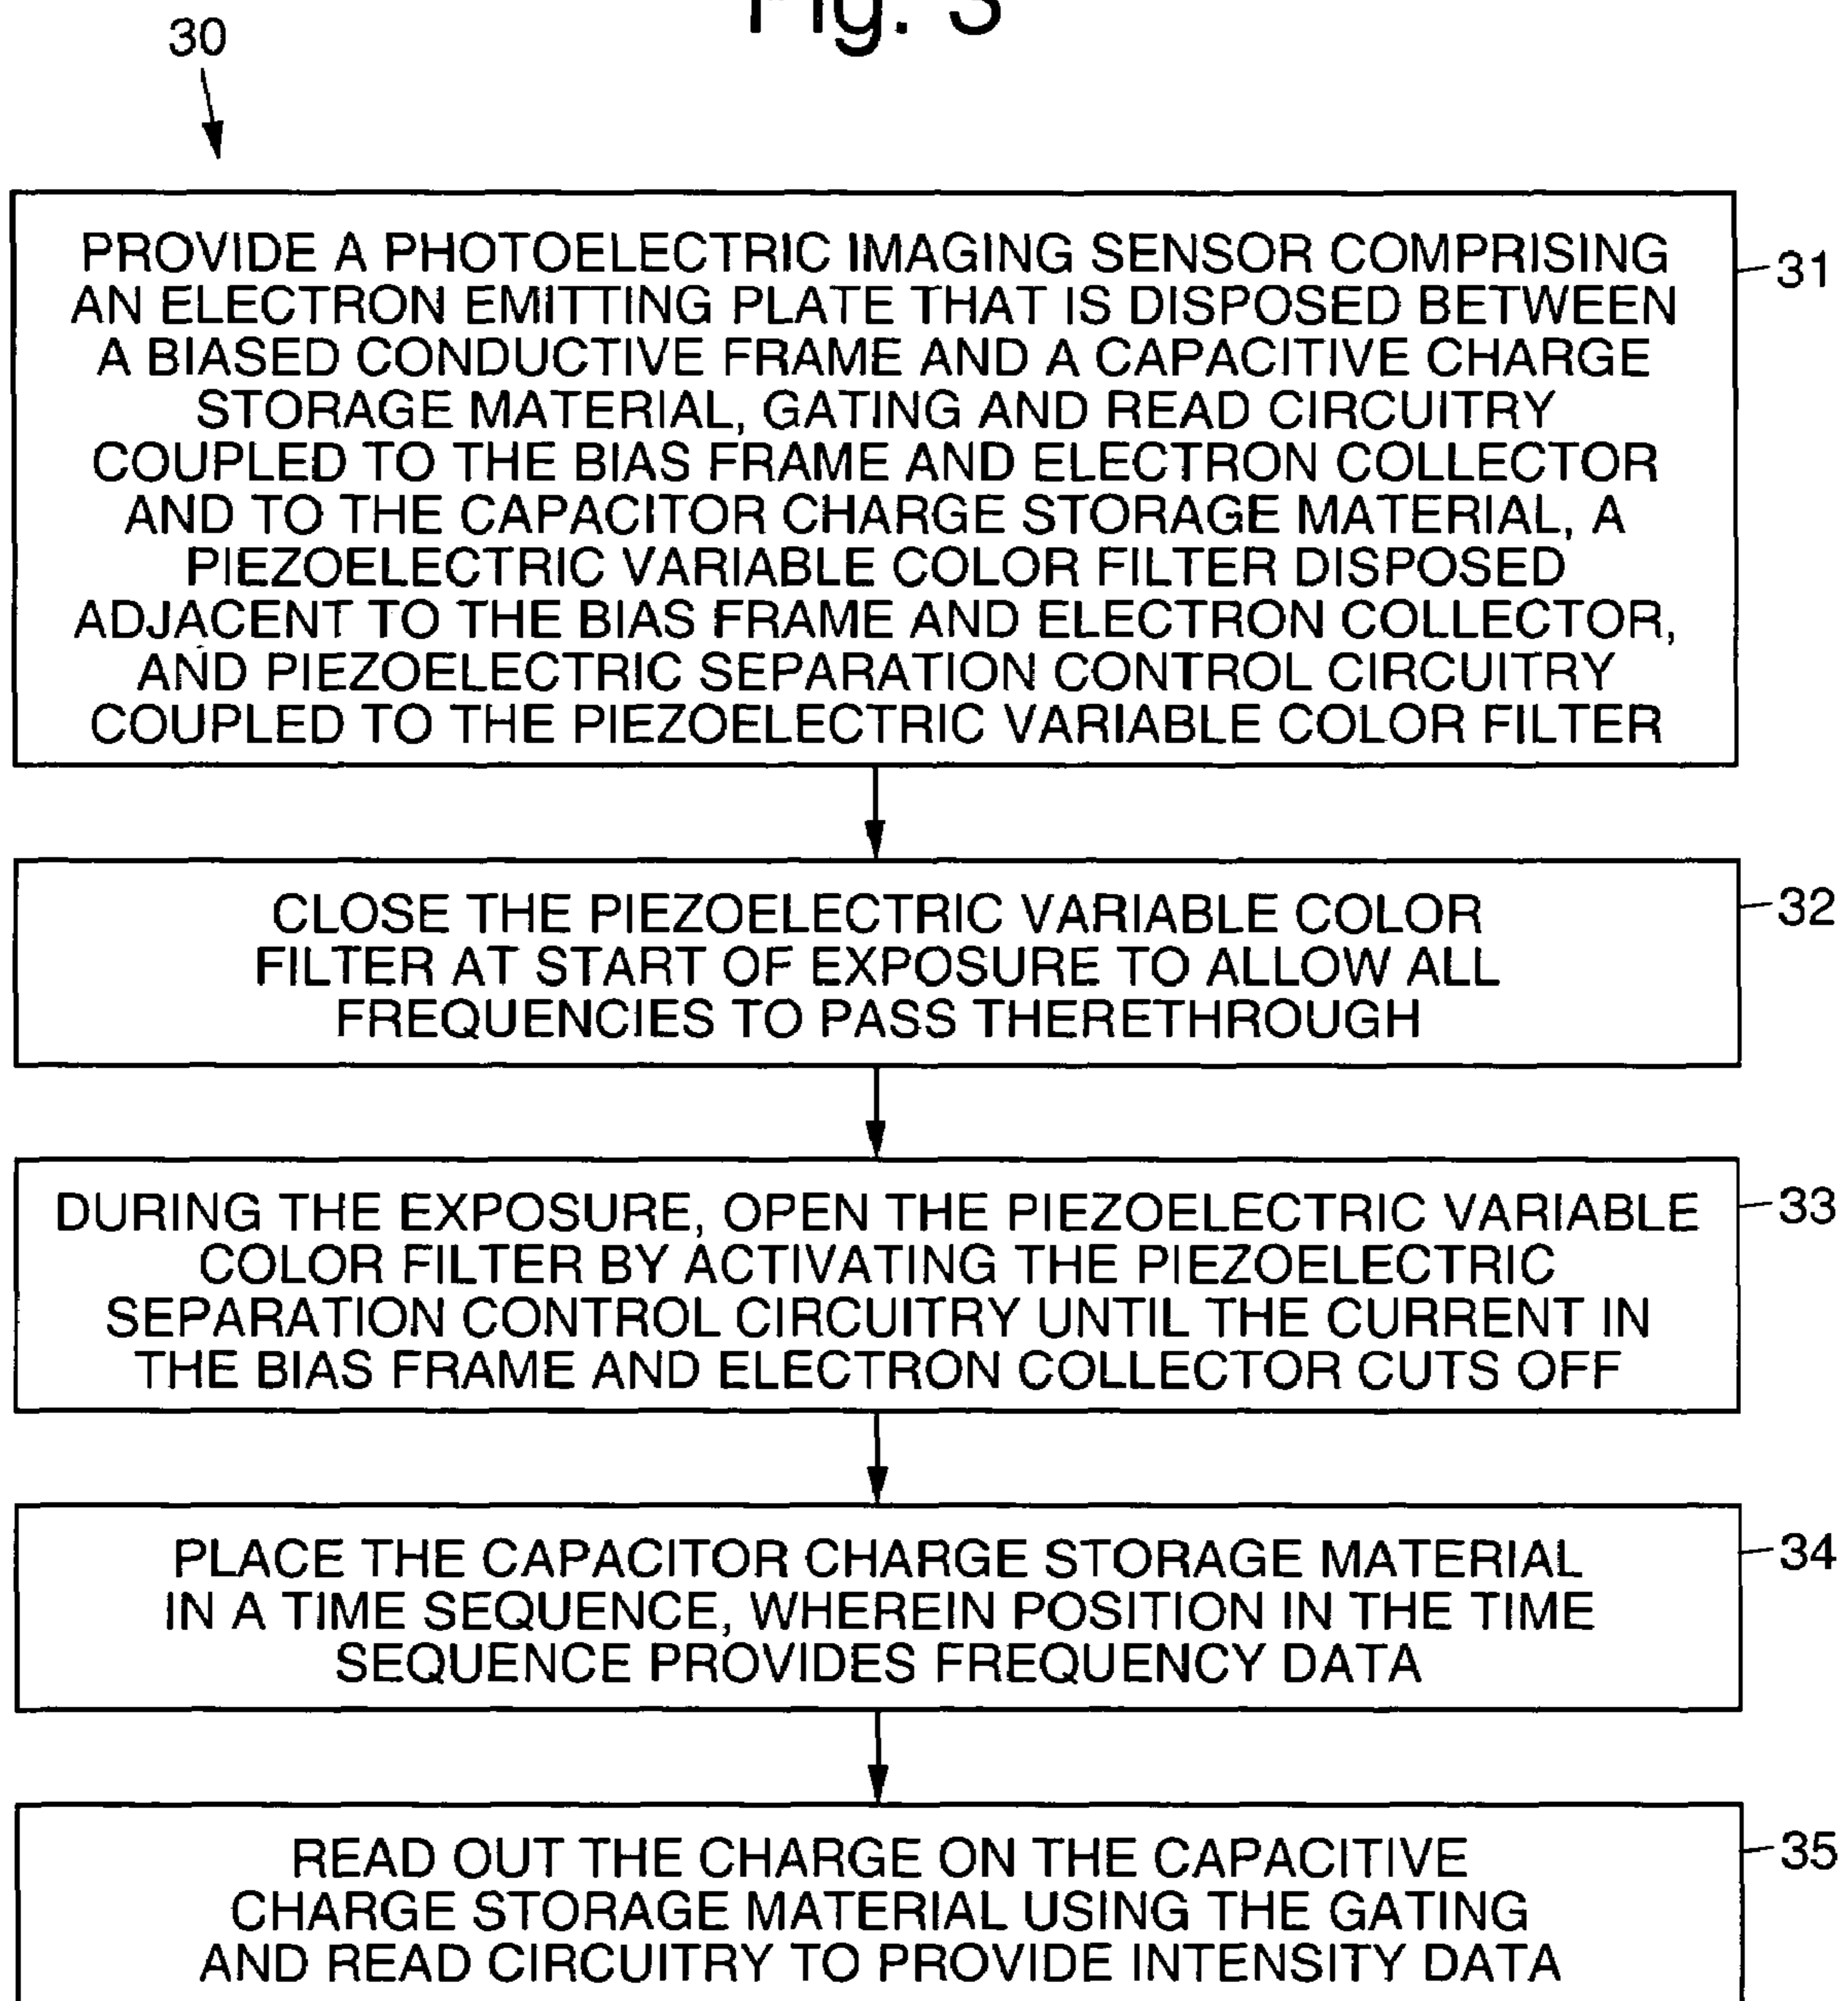 Fig. 3
30
PROVIDE A PHOTOELECTRIC IMAGING SENSOR COMPRISING
31
AN ELECTRON EMITTING PLATE THAT IS DISPOSED BETWEEN
A BIASED CONDUCTIVE FRAME AND A CAPACITIVE CHARGE
STORAGE MATERIAL, GATING AND READ CIRCUITRY
COUPLED TO THE BIAS FRAME AND ELECTRON COLLECTOR
AND TO THE CAPACITOR CHARGE STORAGE MATERIAL, A
PIEZOELECTRIC VARIABLE COLOR FILTER DISPOSED
ADJACENT TO THE BIAS FRAME AND ELECTRON COLLECTOR,
AND PIEZOELECTRIC SEPARATION CONTROL CIRCUITRY
COUPLED TO THE PIEZOELECTRIC VARIABLE COLOR FILTER
CLOSE THE PIEZOELECTRIC VARIABLE COLOR
32
FILTER AT START OF EXPOSURE TO ALLOW ALL
FREQUENCIES TO PASS THERETHROUGH
DURING THE EXPOSURE, OPEN THE PIEZOELECTRIC VARIABLE
33
COLOR FILTER BY ACTIVATING THE PIEZOELECTRIC
SEPARATION CONTROL CIRCUITRY UNTIL THE CURRENT IN
THE BIAS FRAME AND ELECTRON COLLECTOR CUTS OFF
PLACE THE CAPACITOR CHARGE STORAGE MATERIAL
34
IN A TIME SEQUENCE, WHEREIN POSITION IN THE TIME
SEQUENCE PROVIDES FREQUENCY DATA
READ OUT THE CHARGE ON THE CAPACITIVE
35
CHARGE STORAGE MATERIAL USING THE GATING
AND READ CIRCUITRY TO PROVIDE INTENSITY DATA